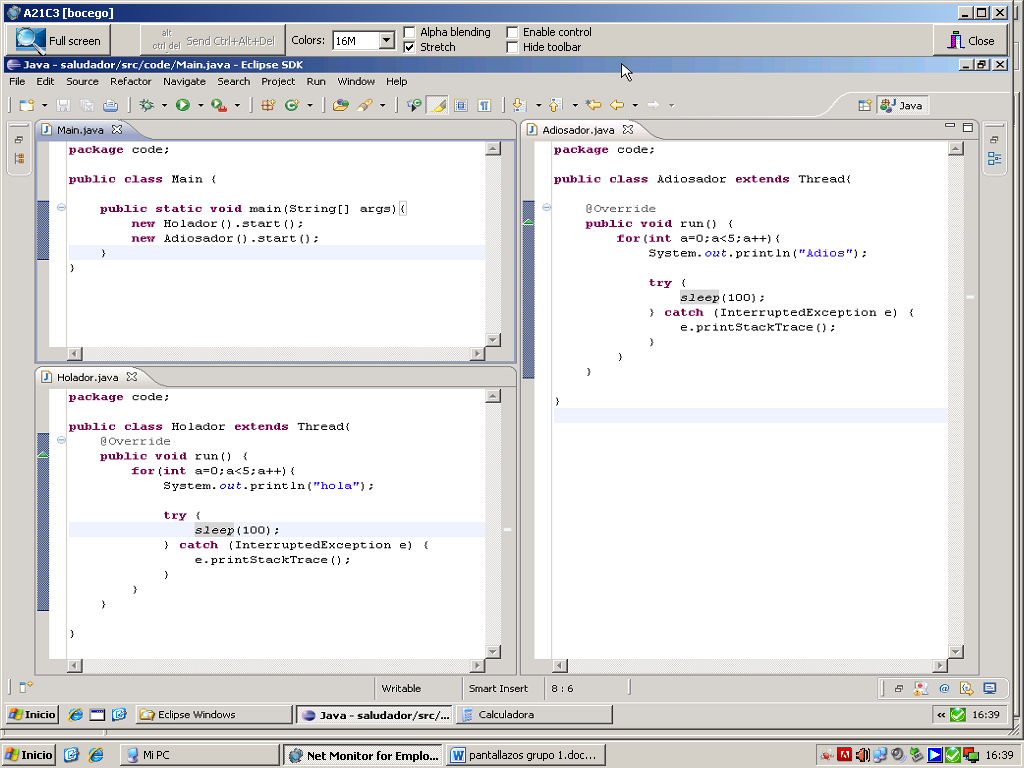 A21C3 [bocego]
Full screen
alt
ctrl del
Send Ctrl+Alt+Del
Colors:
16M
Alpha blending
Stretch
Enable control
Hide toolbar
Close
Java - saludador/src/code/Main.java - Eclipse SDK
File Edit Source Refactor Navigate Search Project Run Window Help
Java
Main.java
package code;
public class Main {
public static void main(String[] args){
new Holador().start();
new Adiosador().start();
}
}
Holador.java
package code;
public class Holador extends Thread{
@Override
public void run() {
for(int a=0;a<5;a++){
System.out.println("hola");
try {
sleep(100);
} catch (InterruptedException e) {
e.printStackTrace();
}
}
}
}
Adiosador.java
package code;
public class Adiosador extends Thread{
@Override
public void run() {
for(int a=0;a<5;a++){
System.out.println("Adios");
try {
sleep(100);
} catch (InterruptedException e) {
e.printStackTrace();
}
}
}
}
Writable
Smart Insert
8 : 6
Inicio
Eclipse Windows
Java - saludador/src/...
Calculadora
16:39
Inicio
Mi PC
Net Monitor for Emplo...
pantallazos grupo 1.doc...
16:39